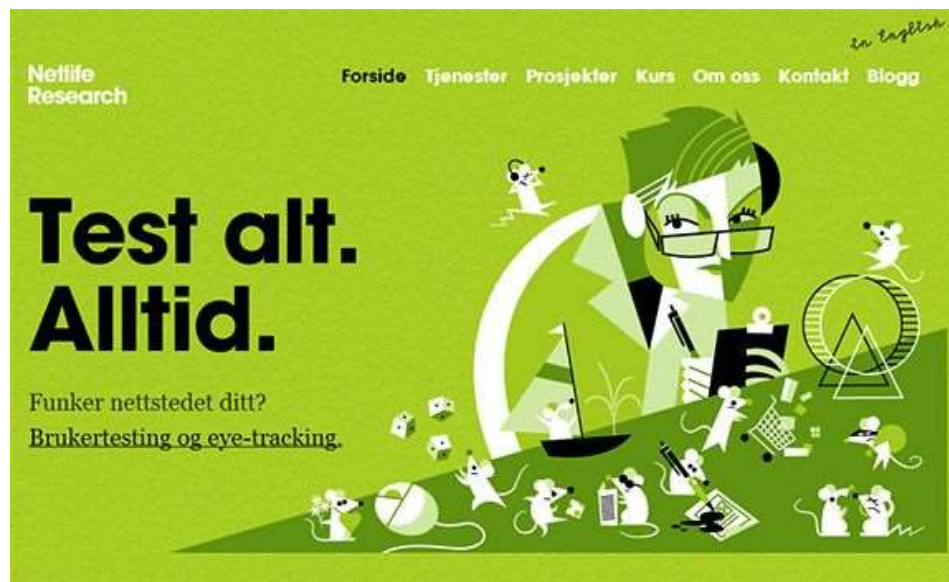 In English
Netlife
Research
Forside Tjenester Prosjekter Kurs Om oss Kontakt Blogg
Test alt.
Alltid.
Funker nettstedet ditt?
Brukertesting og eye-tracking.